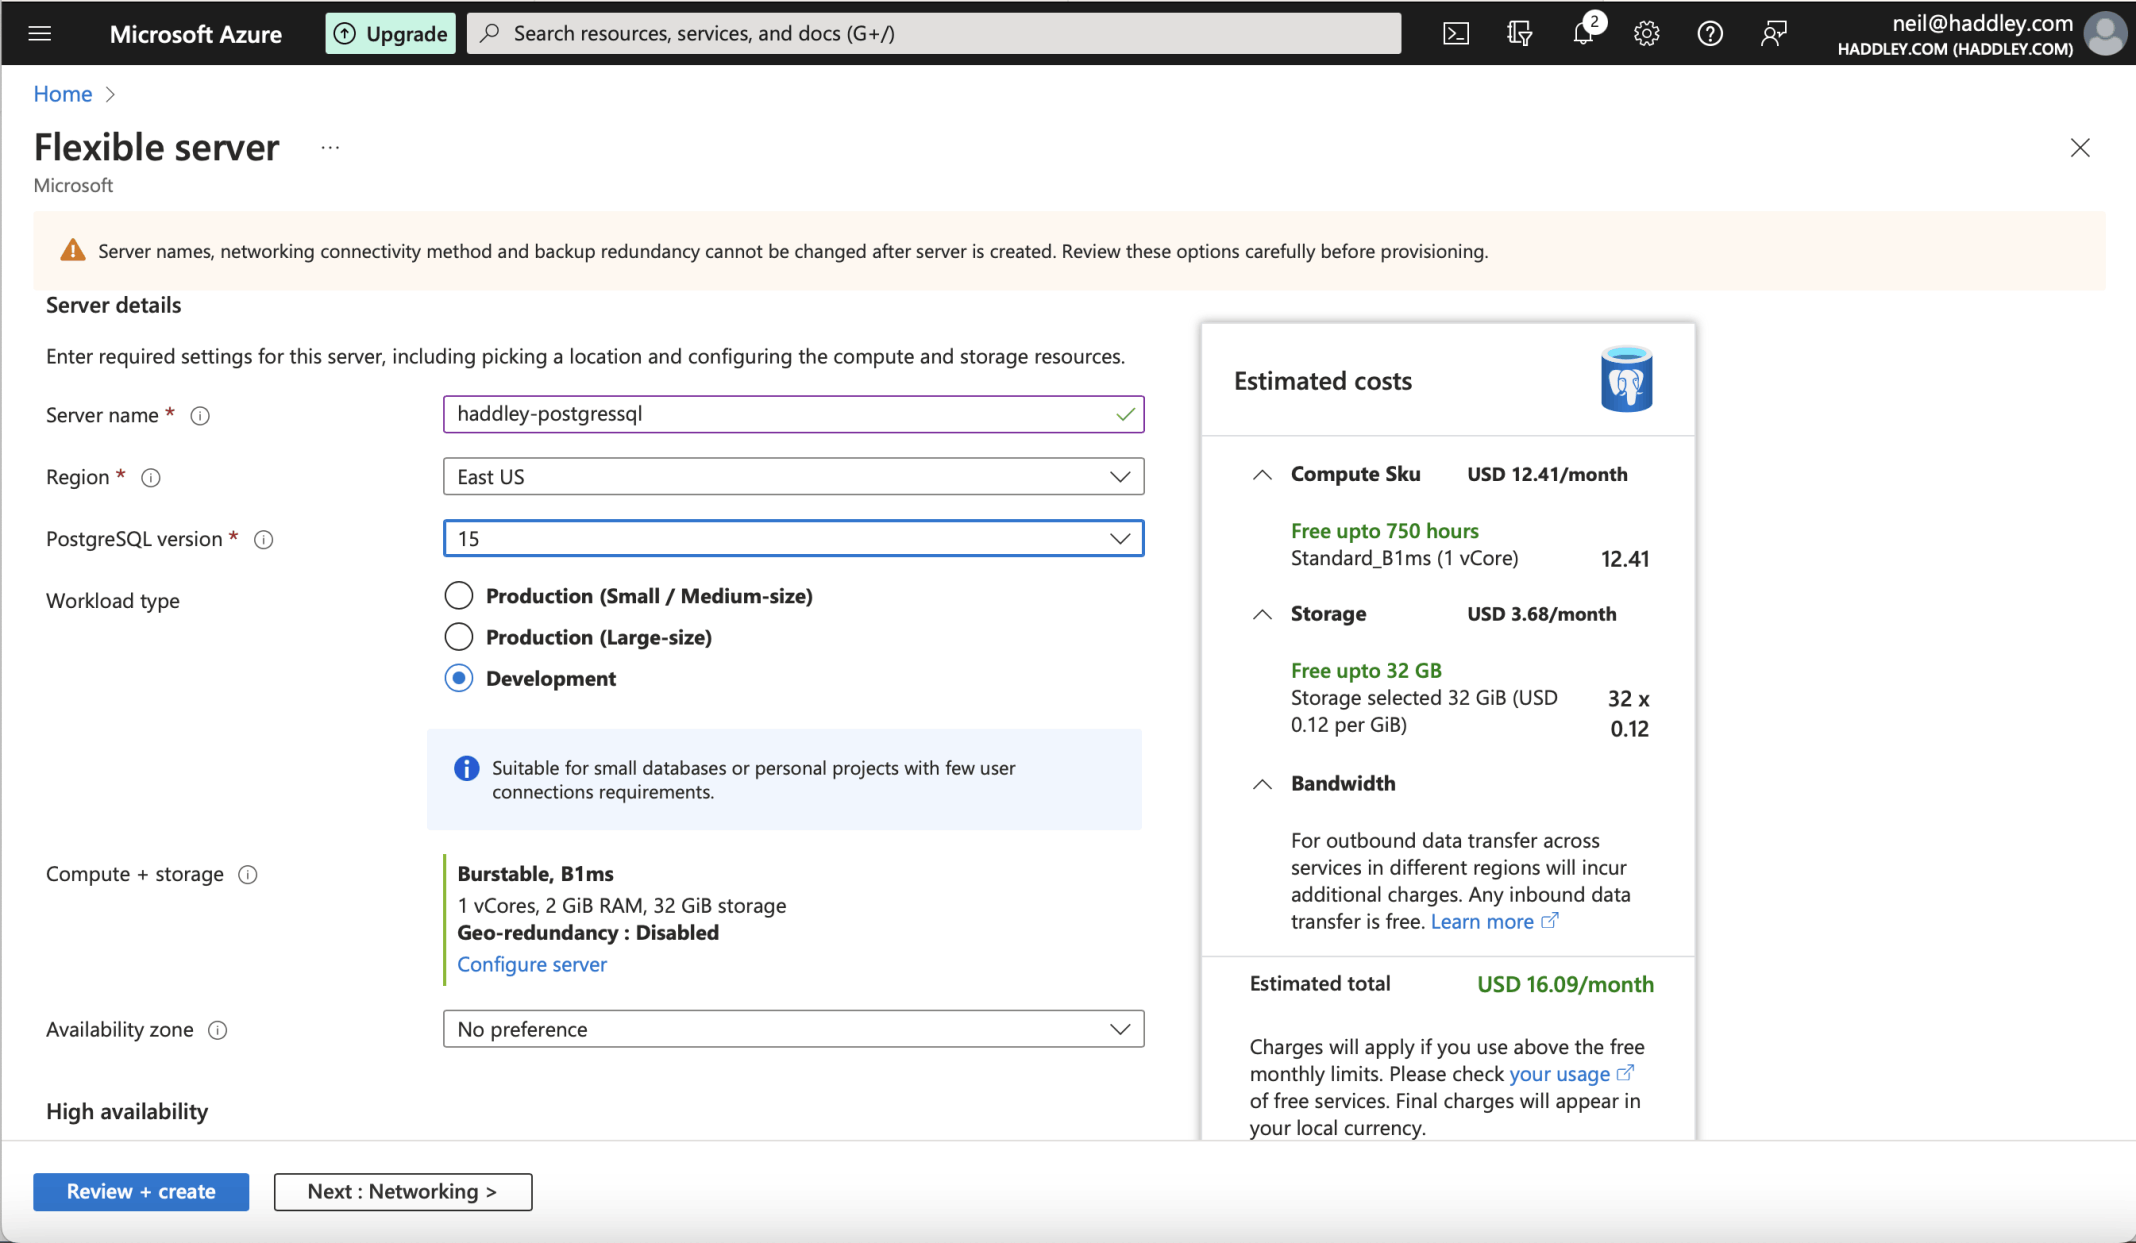 Microsoft Azure
Upgrade
Search resources, services, and docs (G+/)
2
neil@haddley.com
HADDLEY.COM (HADDLEY.COM)
Home
Flexible server
...
Microsoft
Server names, networking connectivity method and backup redundancy cannot be changed after server is created. Review these options carefully before provisioning.
Server details
Enter required settings for this server, including picking a location and configuring the compute and storage resources.
Server name *
haddley-postgressql
Region *
East US
PostgreSQL version *
15
Workload type
Production (Small / Medium-size)
Production (Large-size)
Development
Suitable for small databases or personal projects with few user
connections requirements.
Compute + storage
Burstable, B1ms
1 vCores, 2 GiB RAM, 32 GiB storage
Geo-redundancy : Disabled
Configure server
Availability zone
No preference
High availability
Estimated costs
Compute Sku USD 12.41/month
Free upto 750 hours
Standard_B1ms (1 vCore) 12.41
Storage USD 3.68/month
Free upto 32 GB
Storage selected 32 GiB (USD 32 x
0.12 per GiB) 0.12
Bandwidth
For outbound data transfer across
services in different regions will incur
additional charges. Any inbound data
transfer is free. Learn more
Estimated total USD 16.09/month
Charges will apply if you use above the free
monthly limits. Please check your usage
of free services. Final charges will appear in
your local currency.
Review + create
Next : Networking >